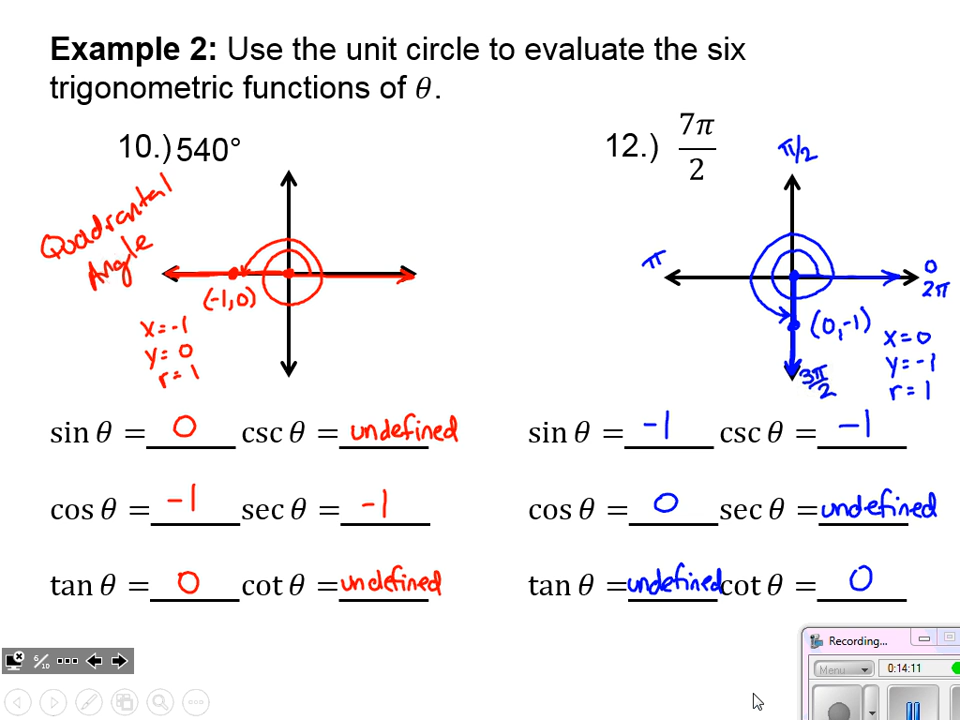 Example 2: Use the unit circle to evaluate the six
trigonometric functions of θ.
10.) 540°
Quadrantal
Angle
(-1,0)
x=-1
y=0
r=1
sin θ = 0 csc θ = undefined
cos θ = -1 sec θ = -1
tan θ = 0 cot θ = undefined
12.) 7π/2
π/2
π
0
2π
(0,-1)
3π/2
x=0
y=-1
r=1
sin θ = -1 csc θ = -1
cos θ = 0 sec θ = undefined
tan θ = undefined cot θ = 0
6/10
Recording...
Menu
0:14:11